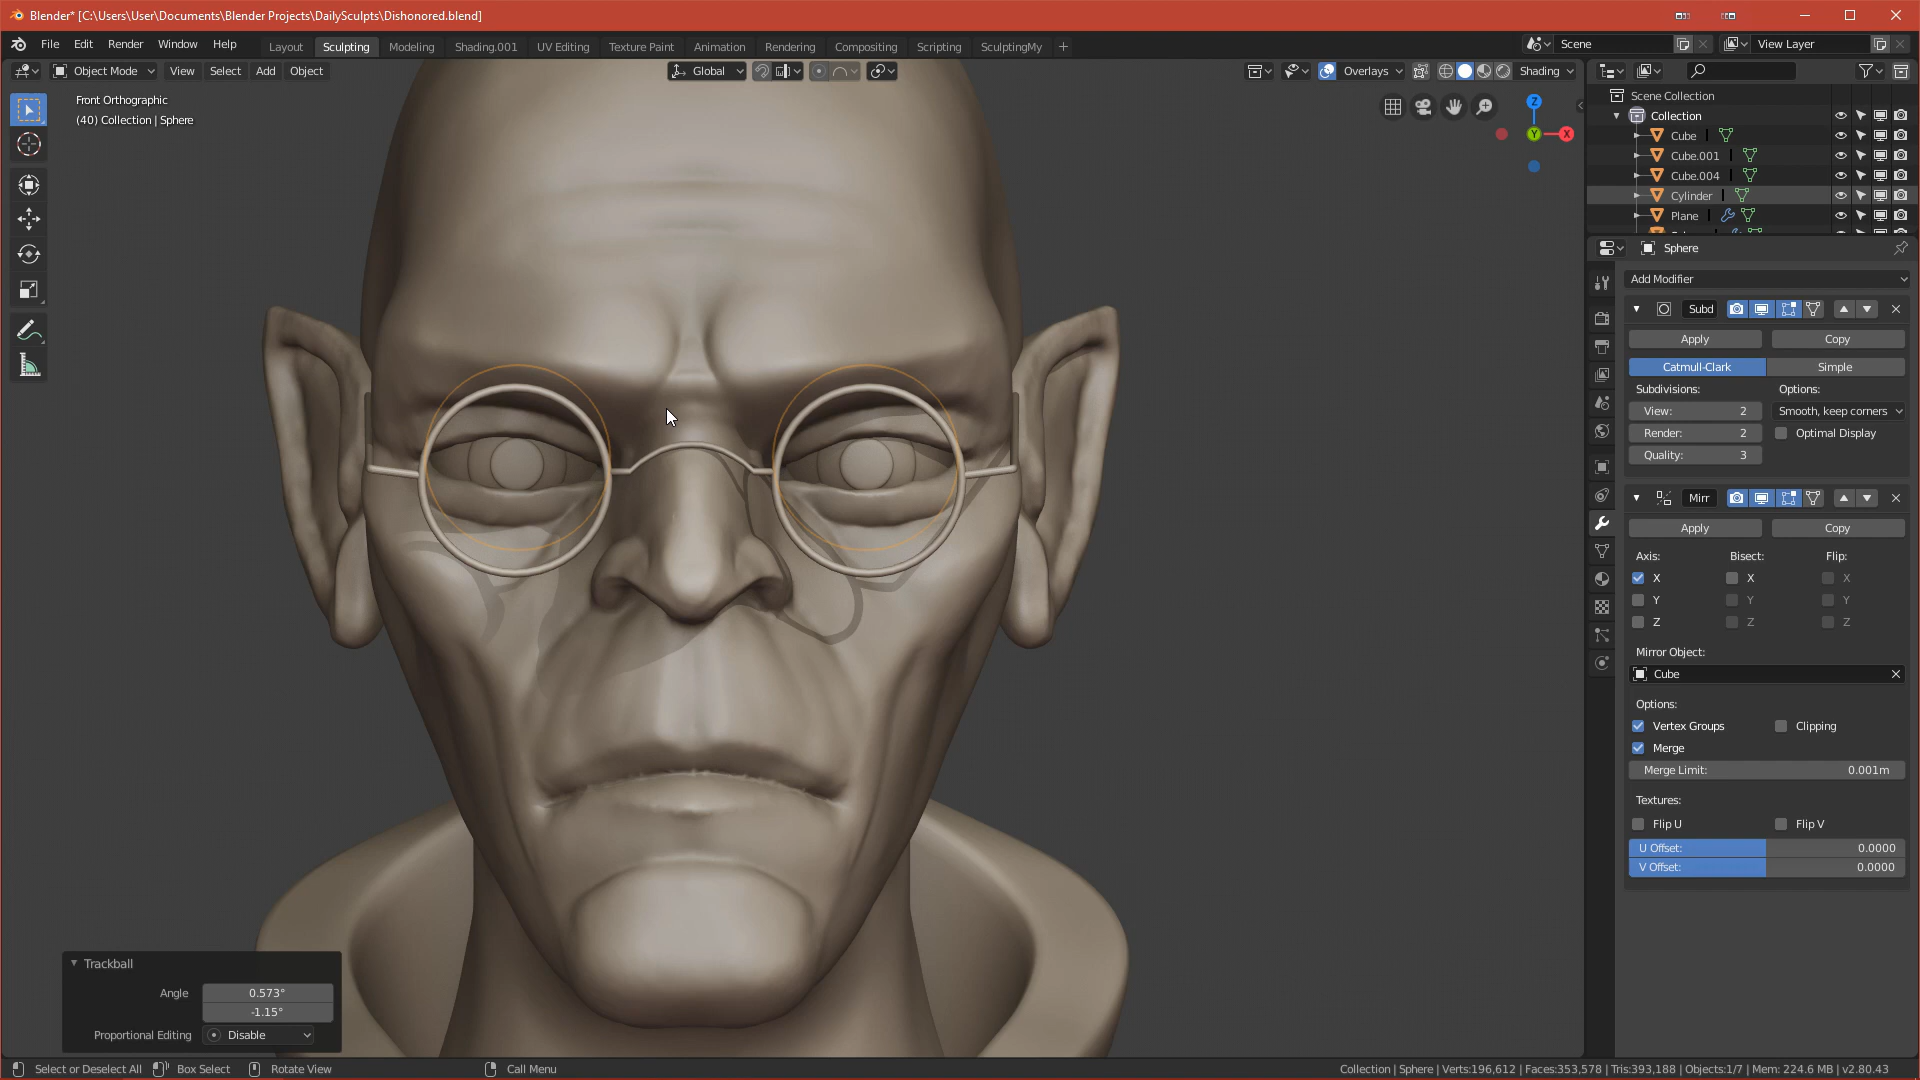 Blender* [C:\Users\User\Documents\Blender Projects\DailySculpts\Dishonored.blend]
File Edit Render Window Help Layout Sculpting Modeling Shading.001 UV Editing Texture Paint Animation Rendering Compositing Scripting SculptingMy + Scene View Layer
Object Mode View Select Add Object Global Overlays Shading
Front Orthographic
(40) Collection | Sphere
Z
Y
X
Scene Collection
Collection
Cube
Cube.001
Cube.004
Cylinder
Plane
Sphere
Add Modifier
Subd
Apply Copy
Catmull-Clark Simple
Subdivisions: Options:
View: 2 Smooth, keep corners
Render: 2 Optimal Display
Quality: 3
Mirr
Apply Copy
Axis: Bisect: Flip:
X X X
Y Y Y
Z Z Z
Mirror Object:
Cube
Options:
Vertex Groups Clipping
Merge
Merge Limit: 0.001m
Textures:
Flip U Flip V
U Offset: 0.0000
V Offset: 0.0000
Trackball
Angle 0.573°
-1.15°
Proportional Editing Disable
Select or Deselect All Box Select Rotate View Call Menu Collection | Sphere | Verts:196,612 | Faces:353,578 | Tris:393,188 | Objects:1/7 | Mem: 224.6 MB | v2.80.43